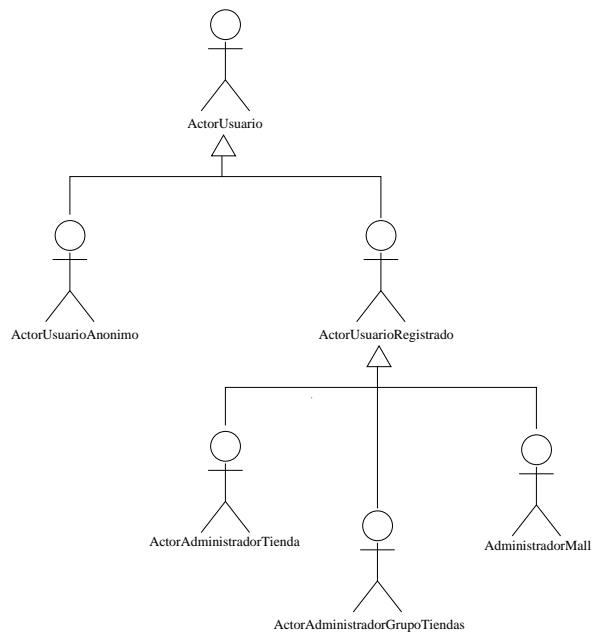 ActorUsuario
ActorUsuarioAnonimo
ActorUsuarioRegistrado
ActorAdministradorTienda
AdministradorMall
ActorAdministradorGrupoTiendas